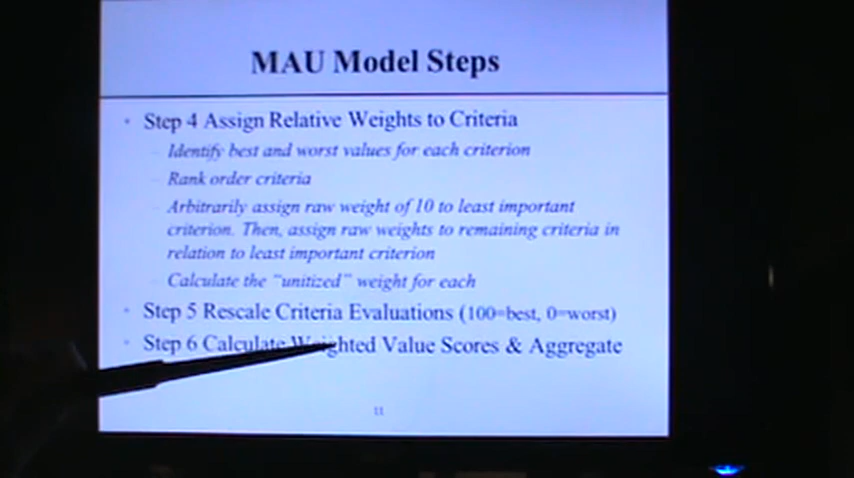 MAU Model Steps
Step 4 Assign Relative Weights to Criteria
Identify best and worst values for each criterion
Rank order criteria
Arbitrarily assign raw weight of 10 to least important
criterion. Then, assign raw weights to remaining criteria in
relation to least important criterion
Calculate the "unitized" weight for each
Step 5 Rescale Criteria Evaluations (100=best, 0=worst)
Step 6 Calculate Weighted Value Scores & Aggregate
11